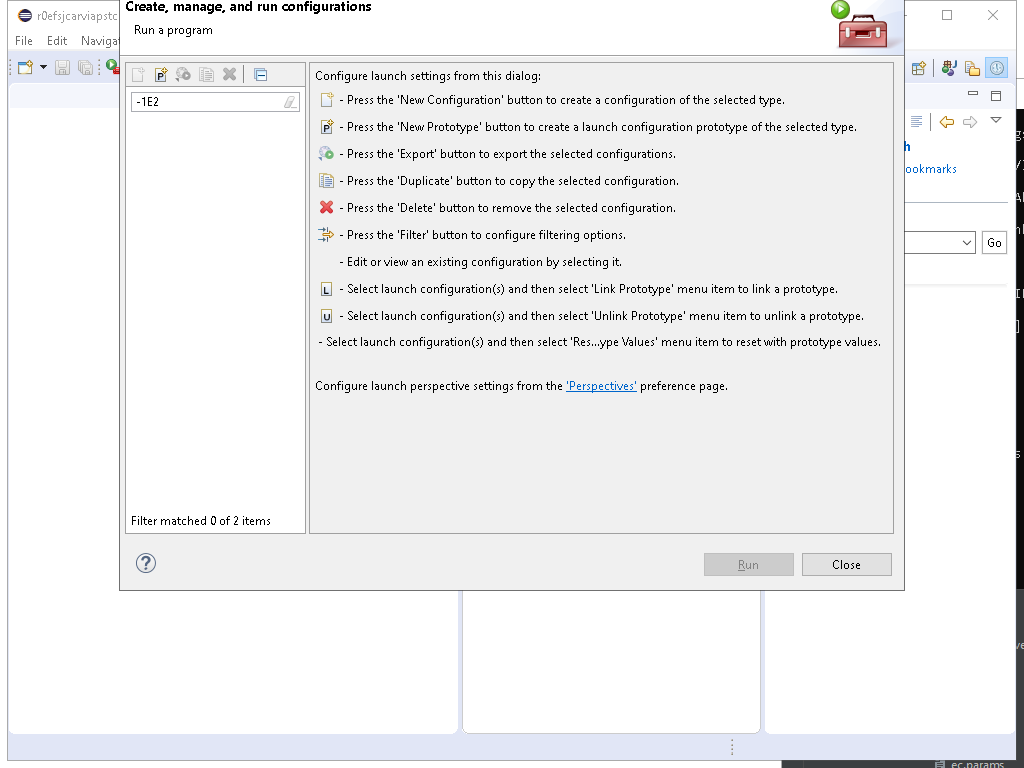 Create, manage, and run configurations
r0efsjcarviapstc
Run a program
File Edit Naviga
Configure launch settings from this dialog:
-1E2
- Press the 'New Configuration' button to create a configuration of the selected type.
P - Press the 'New Prototype' button to create a launch configuration prototype of the selected type.
- Press the 'Export' button to export the selected configurations.
- Press the 'Duplicate' button to copy the selected configuration.
- Press the 'Delete' button to remove the selected configuration.
- Press the 'Filter' button to configure filtering options.
- Edit or view an existing configuration by selecting it.
L - Select launch configuration(s) and then select 'Link Prototype' menu item to link a prototype.
U - Select launch configuration(s) and then select 'Unlink Prototype' menu item to unlink a prototype.
- Select launch configuration(s) and then select 'Res...ype Values' menu item to reset with prototype values.
Configure launch perspective settings from the 'Perspectives' preference page.
Filter matched 0 of 2 items
Run Close
h
ookmarks
Go
ec.params